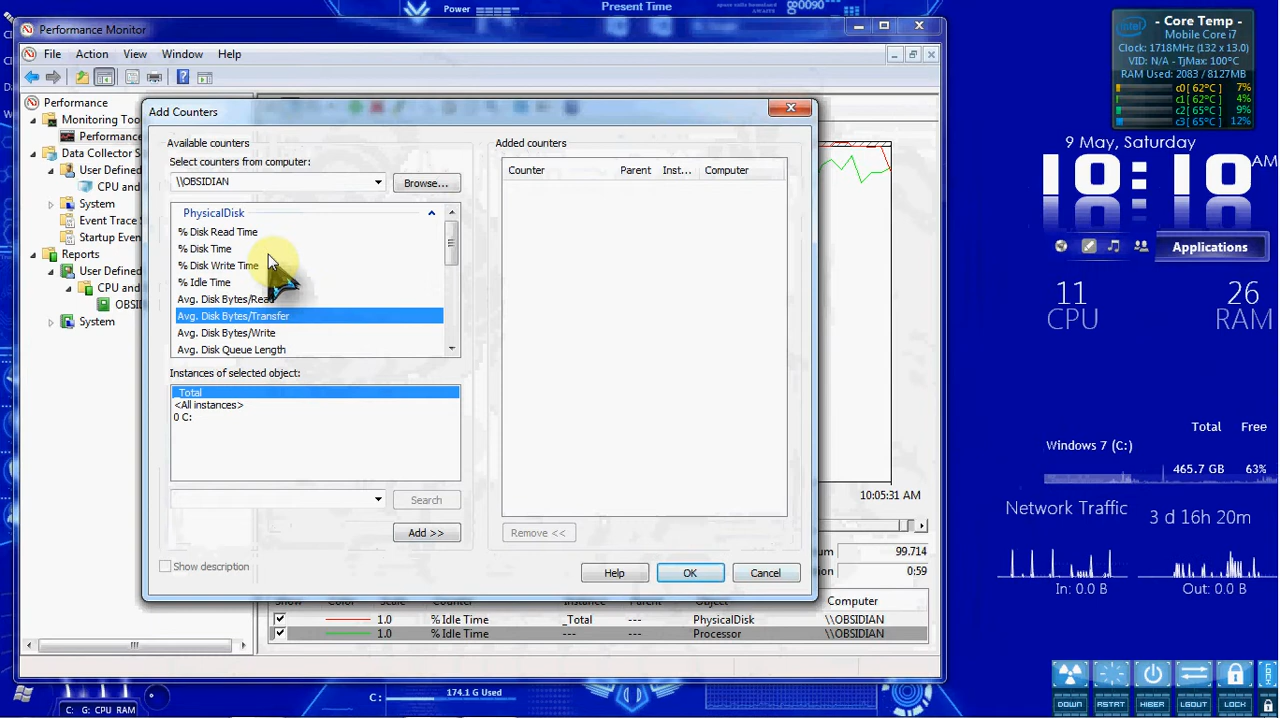 Power
Present Time
Performance Monitor
File Action View Window Help
Performance
Monitoring Too
Performance
Data Collector S
User Defined
CPU and
System
Event Trace
Startup Even
Reports
User Defined
CPU and
OBSI
System
Add Counters
Available counters
Select counters from computer:
\\OBSIDIAN
Browse...
PhysicalDisk
% Disk Read Time
% Disk Time
% Disk Write Time
% Idle Time
Avg. Disk Bytes/Read
Avg. Disk Bytes/Transfer
Avg. Disk Bytes/Write
Avg. Disk Queue Length
Instances of selected object:
_Total
<All instances>
0 C:
Search
Add >>
Show description
Added counters
Counter Parent Inst... Computer
Remove <<
Help OK Cancel
10:05:31 AM
um 99.714
ion 0:59
Show Color Scale Counter Instance Parent Object Computer
1.0 % Idle Time _Total --- PhysicalDisk \\OBSIDIAN
1.0 % Idle Time --- --- Processor \\OBSIDIAN
- Core Temp -
Mobile Core i7
Clock: 1718MHz (132 x 13.0)
VID: N/A - TjMax: 100°C
RAM Used: 2083 / 8127MB
c0[ 62°C ] 7%
c1[ 62°C ] 4%
c2[ 65°C ] 9%
c3[ 65°C ] 12%
9 May, Saturday
10:10 AM
Applications
11 26
CPU RAM
Total Free
Windows 7 (C:)
465.7 GB 63%
Network Traffic 3 d 16h 20m
In: 0.0 B Out: 0.0 B
C: G: CPU RAM
C: 174.1 G Used
DOWN RSTRT HIBER LGOUT LOCK